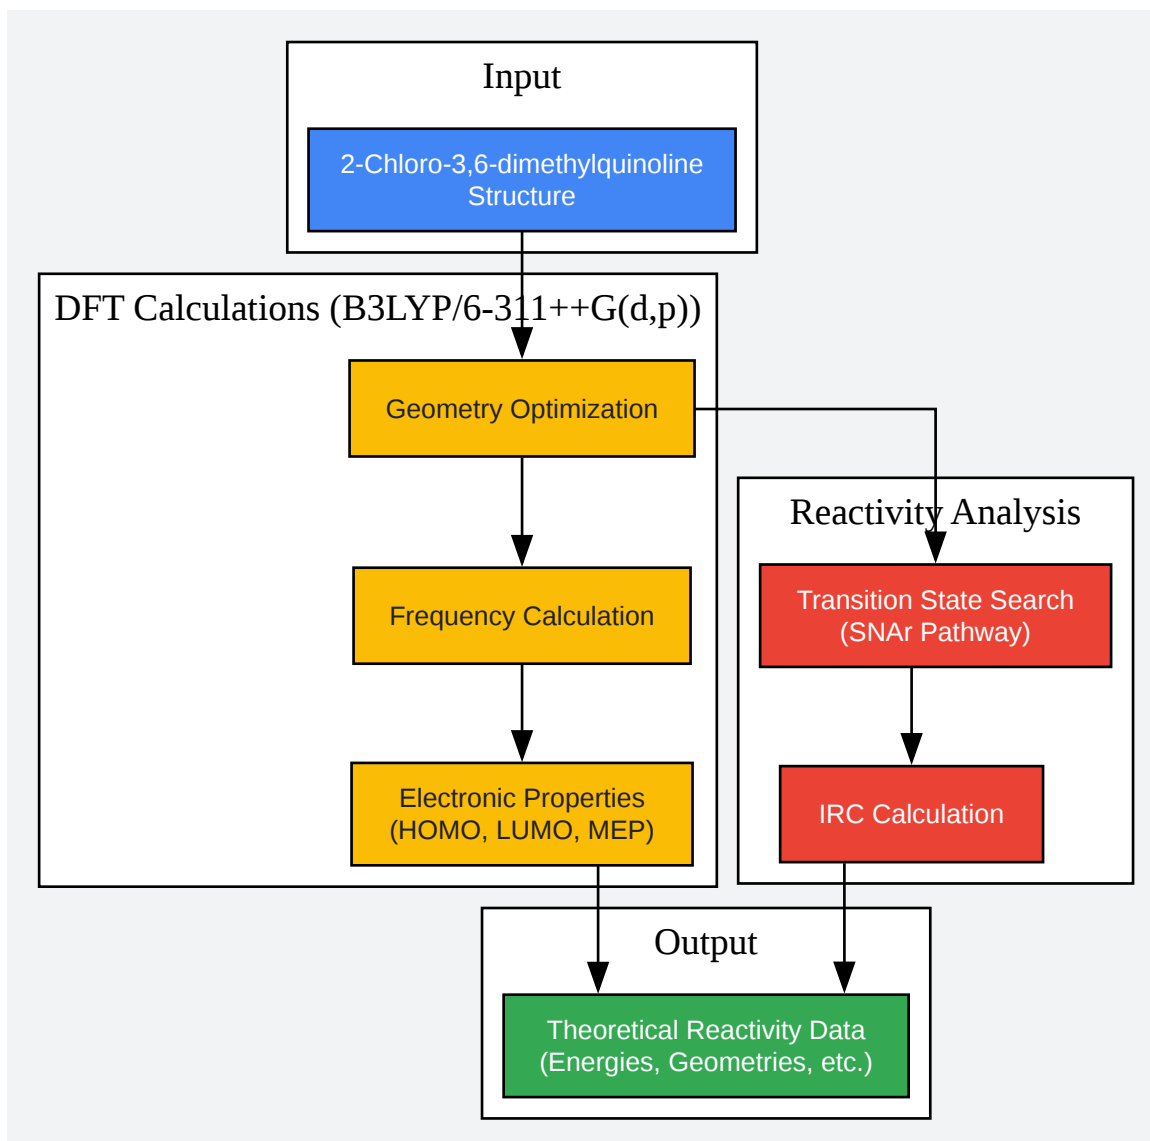 Input
2-Chloro-3,6-dimethylquinoline
Structure
DFT Calculations (B3LYP/6-311++G(d,p))
Geometry Optimization
Frequency Calculation
Electronic Properties
(HOMO, LUMO, MEP)
Reactivity Analysis
Transition State Search
(SNAr Pathway)
IRC Calculation
Output
Theoretical Reactivity Data
(Energies, Geometries, etc.)